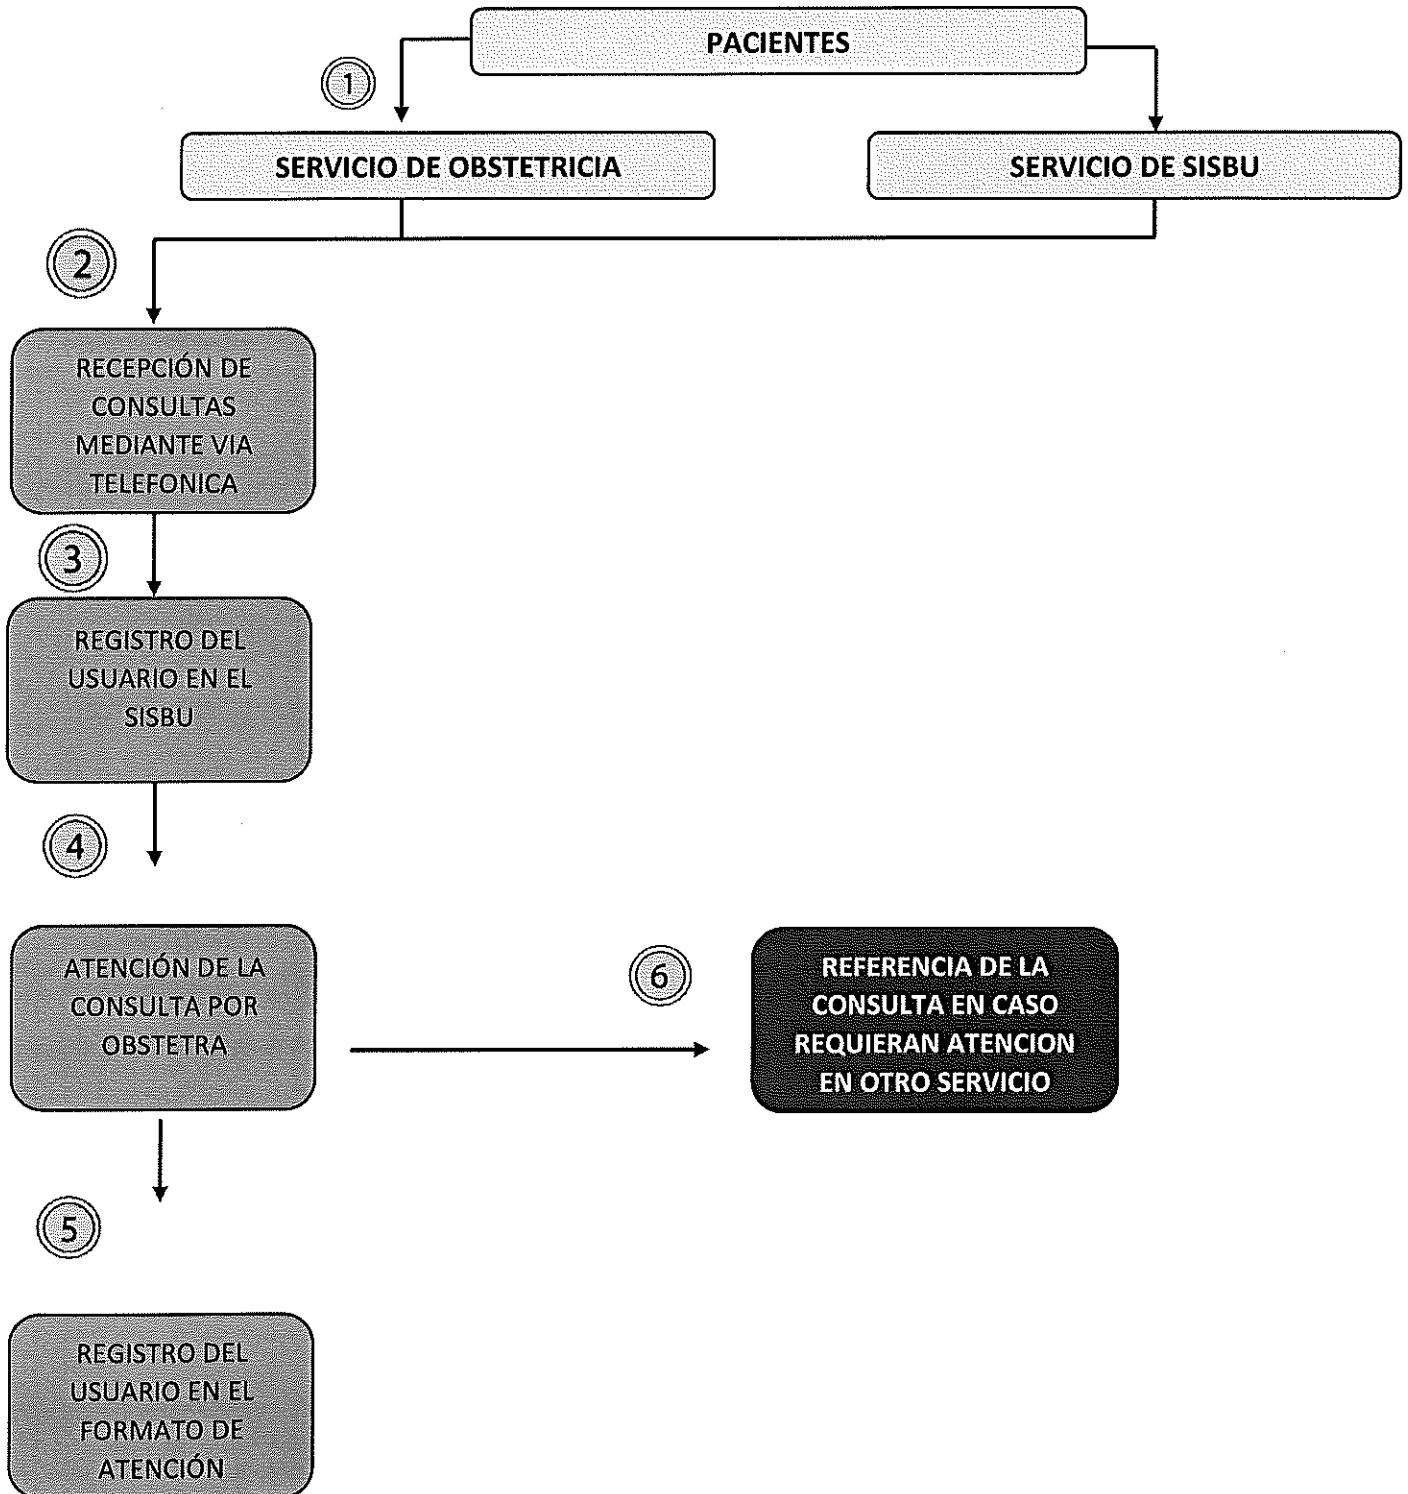 PACIENTES
1
SERVICIO DE OBSTETRICIA
SERVICIO DE SISBU
2
RECEPCIÓN DE
CONSULTAS
MEDIANTE VIA
TELEFONICA
3
REGISTRO DEL
USUARIO EN EL
SISBU
4
ATENCIÓN DE LA
CONSULTA POR
OBSTETRA
6
REFERENCIA DE LA
CONSULTA EN CASO
REQUIERAN ATENCION
EN OTRO SERVICIO
5
REGISTRO DEL
USUARIO EN EL
FORMATO DE
ATENCIÓN